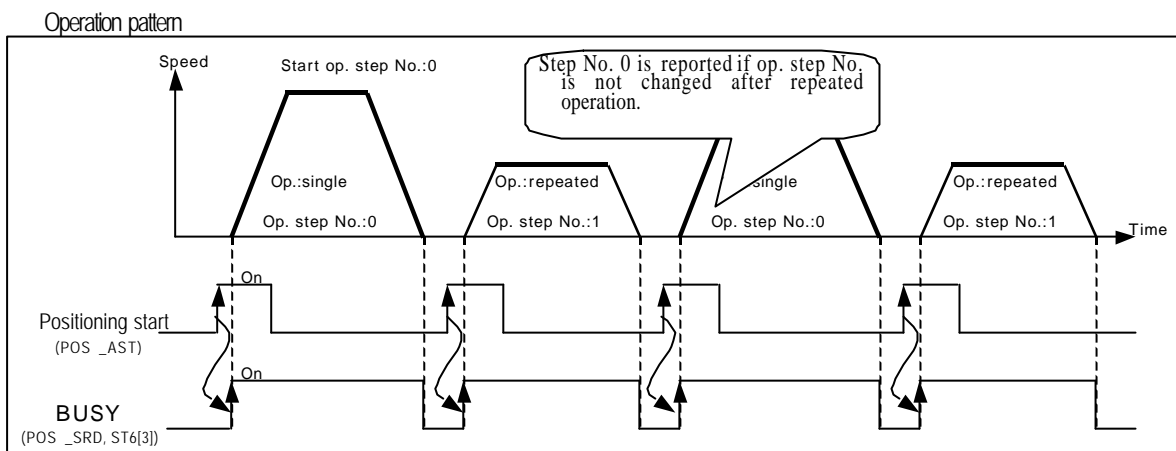 Operation pattern
Speed
Start op. step No.:0
Step No. 0 is reported if op. step No.
is not changed after repeated
operation.
Op.:single
Op.:repeated
single
Op.:repeated
Op. step No.:0
Op. step No.:1
Op. step No.:0
Op. step No.:1
Time
On
Positioning start
(POS _AST)
On
BUSY
(POS _SRD, ST6[3])